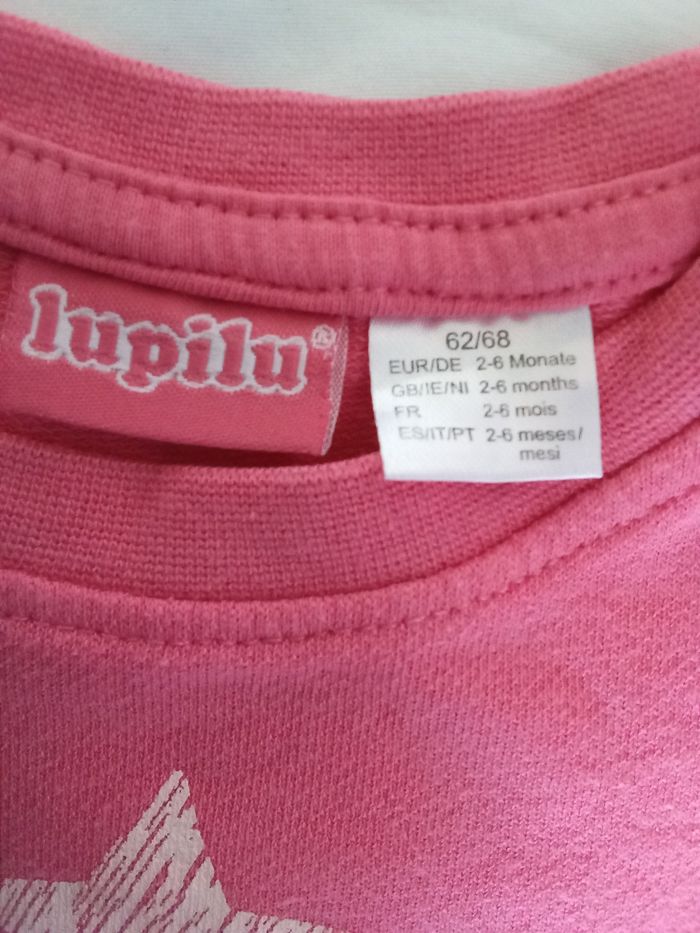 lupilu®
62/68
EUR/DE 2-6 Monate
GB/IE/NI 2-6 months
FR 2-6 mois
ES/IT/PT 2-6 meses/
mesi